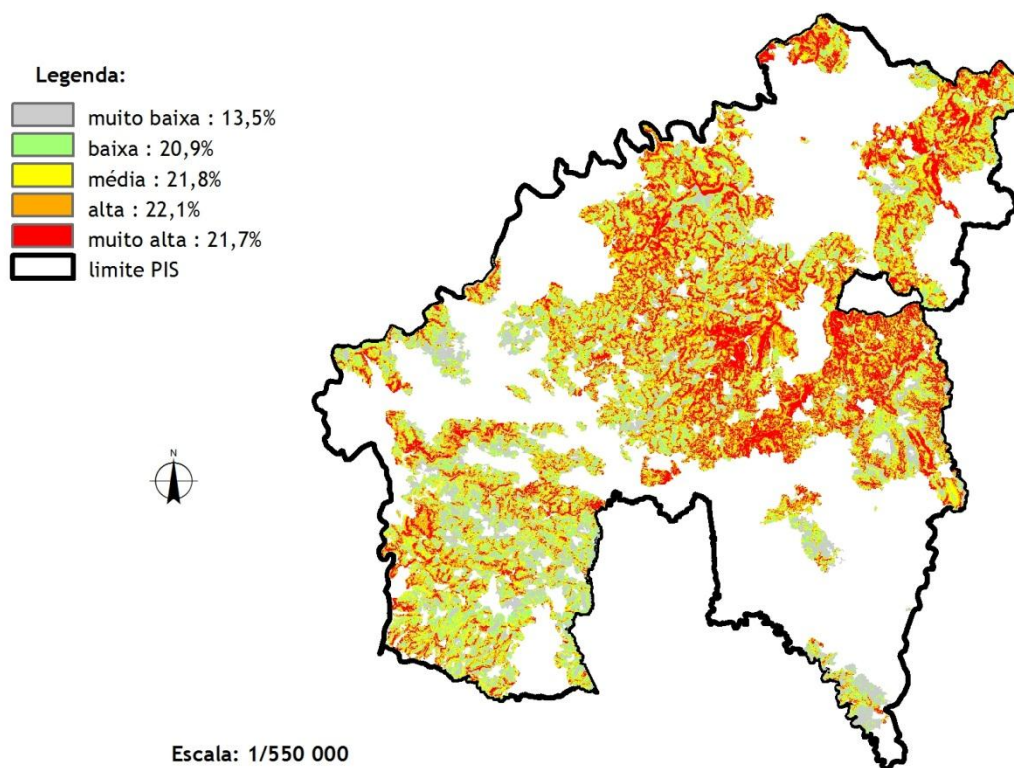 Legenda:
muito baixa : 13,5%
baixa : 20,9%
média : 21,8%
alta : 22,1%
muito alta : 21,7%
limite PIS
N
Escala: 1/550 000